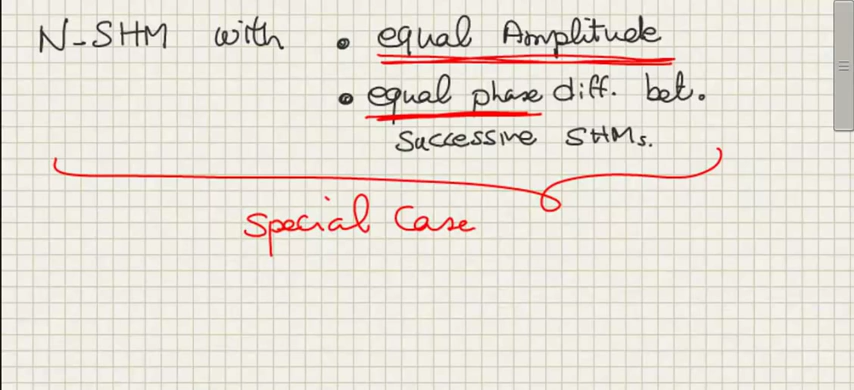 N-SHM with • equal Amplitude
• equal phase diff. bet.
Successive SHMs.
Special Case